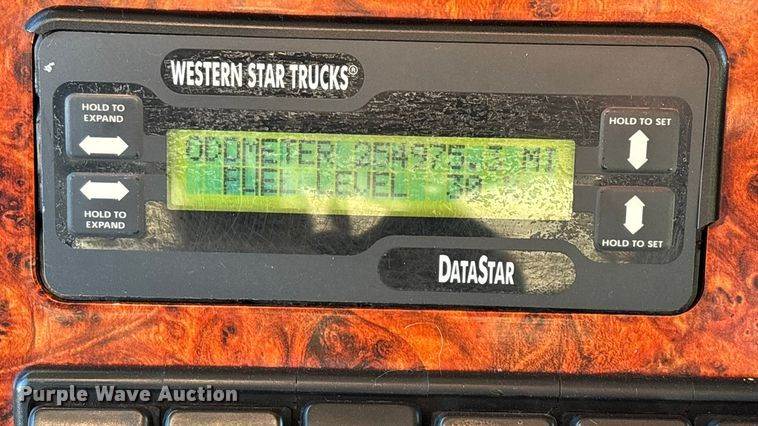 WESTERN STAR TRUCKS®
HOLD TO
EXPAND
HOLD TO SET
ODOMETER 254975.3 MI
FUEL LEVEL 30
HOLD TO
EXPAND
HOLD TO SET
DATASTAR
Purple Wave Auction